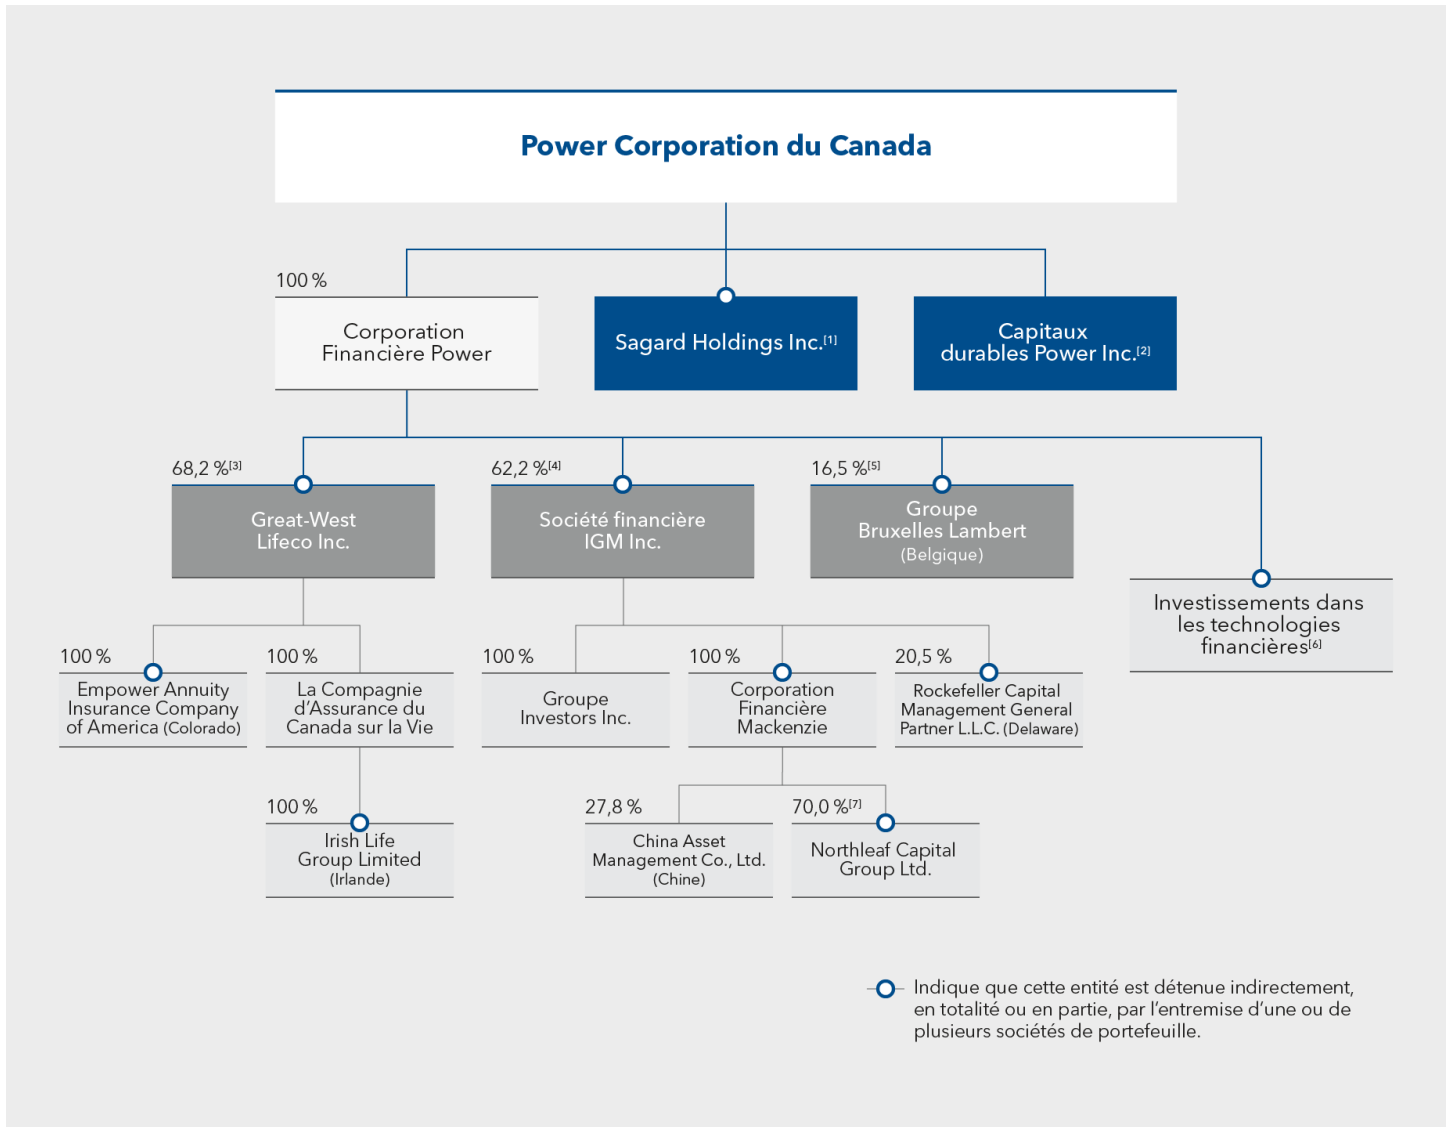 Power Corporation du Canada
100 %
Corporation
Financière Power
Sagard Holdings Inc.[1]
Capitaux
durables Power Inc.[2]
68,2 %[3]
Great-West
Lifeco Inc.
62,2 %[4]
Société financière
IGM Inc.
16,5 %[5]
Groupe
Bruxelles Lambert
(Belgique)
Investissements dans
les technologies
financières[6]
100 %
Empower Annuity
Insurance Company
of America (Colorado)
100 %
La Compagnie
d’Assurance du
Canada sur la Vie
100 %
Groupe
Investors Inc.
100 %
Corporation
Financière
Mackenzie
20,5 %
Rockefeller Capital
Management General
Partner L.L.C. (Delaware)
100 %
Irish Life
Group Limited
(Irlande)
27,8 %
China Asset
Management Co., Ltd.
(Chine)
70,0 %[7]
Northleaf Capital
Group Ltd.
Indique que cette entité est détenue indirectement,
en totalité ou en partie, par l’entremise d’une ou de
plusieurs sociétés de portefeuille.